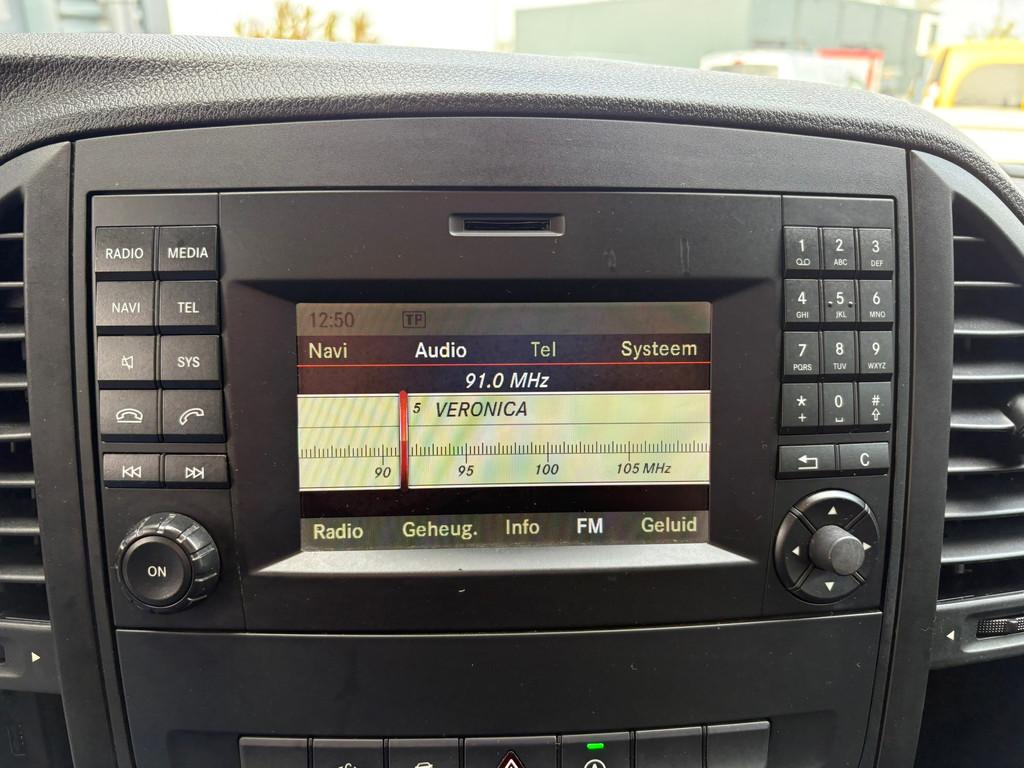 RADIO MEDIA
NAVI TEL
SYS
ON
12:50 TP
Navi Audio Tel Systeem
91.0 MHz
5 VERONICA
90 95 100 105 MHz
Radio Geheug. Info FM Geluid
1 2 3
ABC DEF
4 5 6
GHI JKL MNO
7 8 9
PQRS TUV WXYZ
* 0 #
+
C